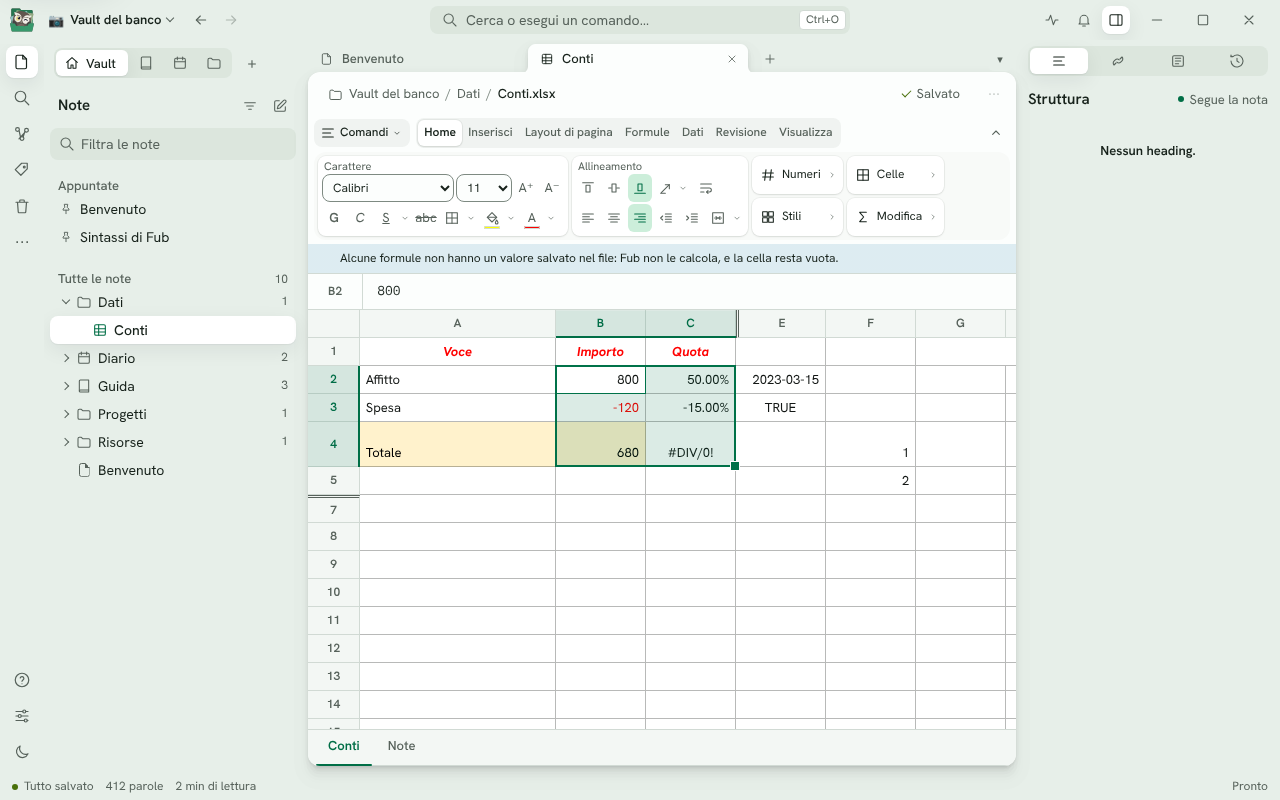 Vault del banco
Cerca o esegui un comando...
Ctrl+O
Vault
Benvenuto
Conti
Note
Filtra le note
Appuntate
Benvenuto
Sintassi di Fub
Tutte le note 10
Dati 1
Conti
Diario 2
Guida 3
Progetti 1
Risorse 1
Benvenuto
Vault del banco / Dati / Conti.xlsx
Salvato
Comandi
Home Inserisci Layout di pagina Formule Dati Revisione Visualizza
Carattere
Calibri 11 A⁺ A⁻
G C S abc A
Allineamento
Numeri
Celle
Stili
Modifica
Alcune formule non hanno un valore salvato nel file: Fub non le calcola, e la cella resta vuota.
B2 800
A B C E F G
1 Voce Importo Quota
2 Affitto 800 50.00% 2023-03-15
3 Spesa -120 -15.00% TRUE
4 Totale 680 #DIV/0! 1
5 2
7
8
9
10
11
12
13
14
Conti Note
Struttura
Segue la nota
Nessun heading.
Tutto salvato 412 parole 2 min di lettura
Pronto